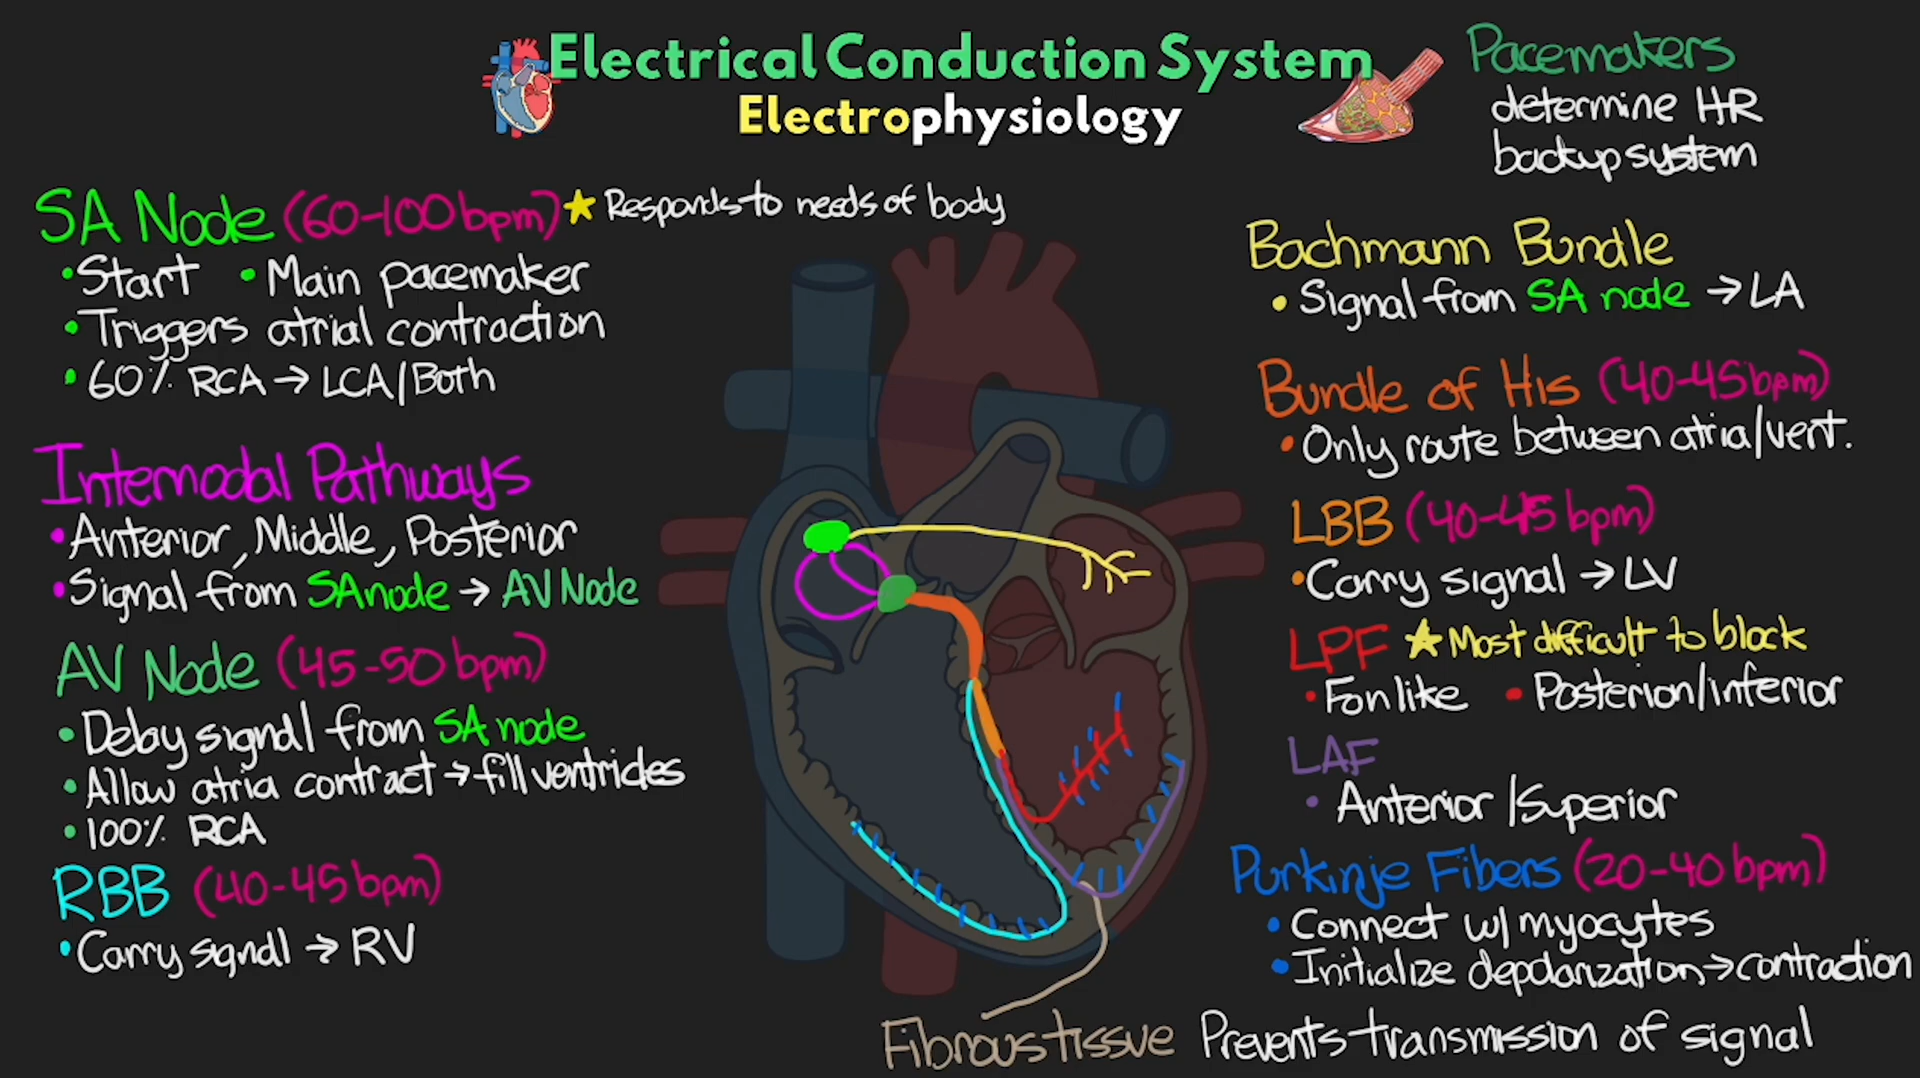 Electrical Conduction System
Electrophysiology
Pacemakers
determine HR
backup system
SA Node (60-100 bpm) ★ Responds to needs of body
• Start • Main pacemaker
• Triggers atrial contraction
• 60% RCA → LCA/Both
Internodal Pathways
• Anterior, Middle, Posterior
• Signal from SA node → AV Node
AV Node (45-50 bpm)
• Delay signal from SA node
• Allow atria contract → fill ventricles
• 100% RCA
RBB (40-45 bpm)
• Carry signal → RV
Bachmann Bundle
• Signal from SA node → LA
Bundle of His (40-45 bpm)
• Only route between atria/vert.
LBB (40-45 bpm)
• Carry signal → LV
LPF ★ Most difficult to block
• Fan like • Posterior/inferior
LAF
• Anterior/Superior
Purkinje Fibers (20-40 bpm)
• Connect w/ myocytes
• Initialize depolarization → contraction
Fibrous tissue Prevents transmission of signal